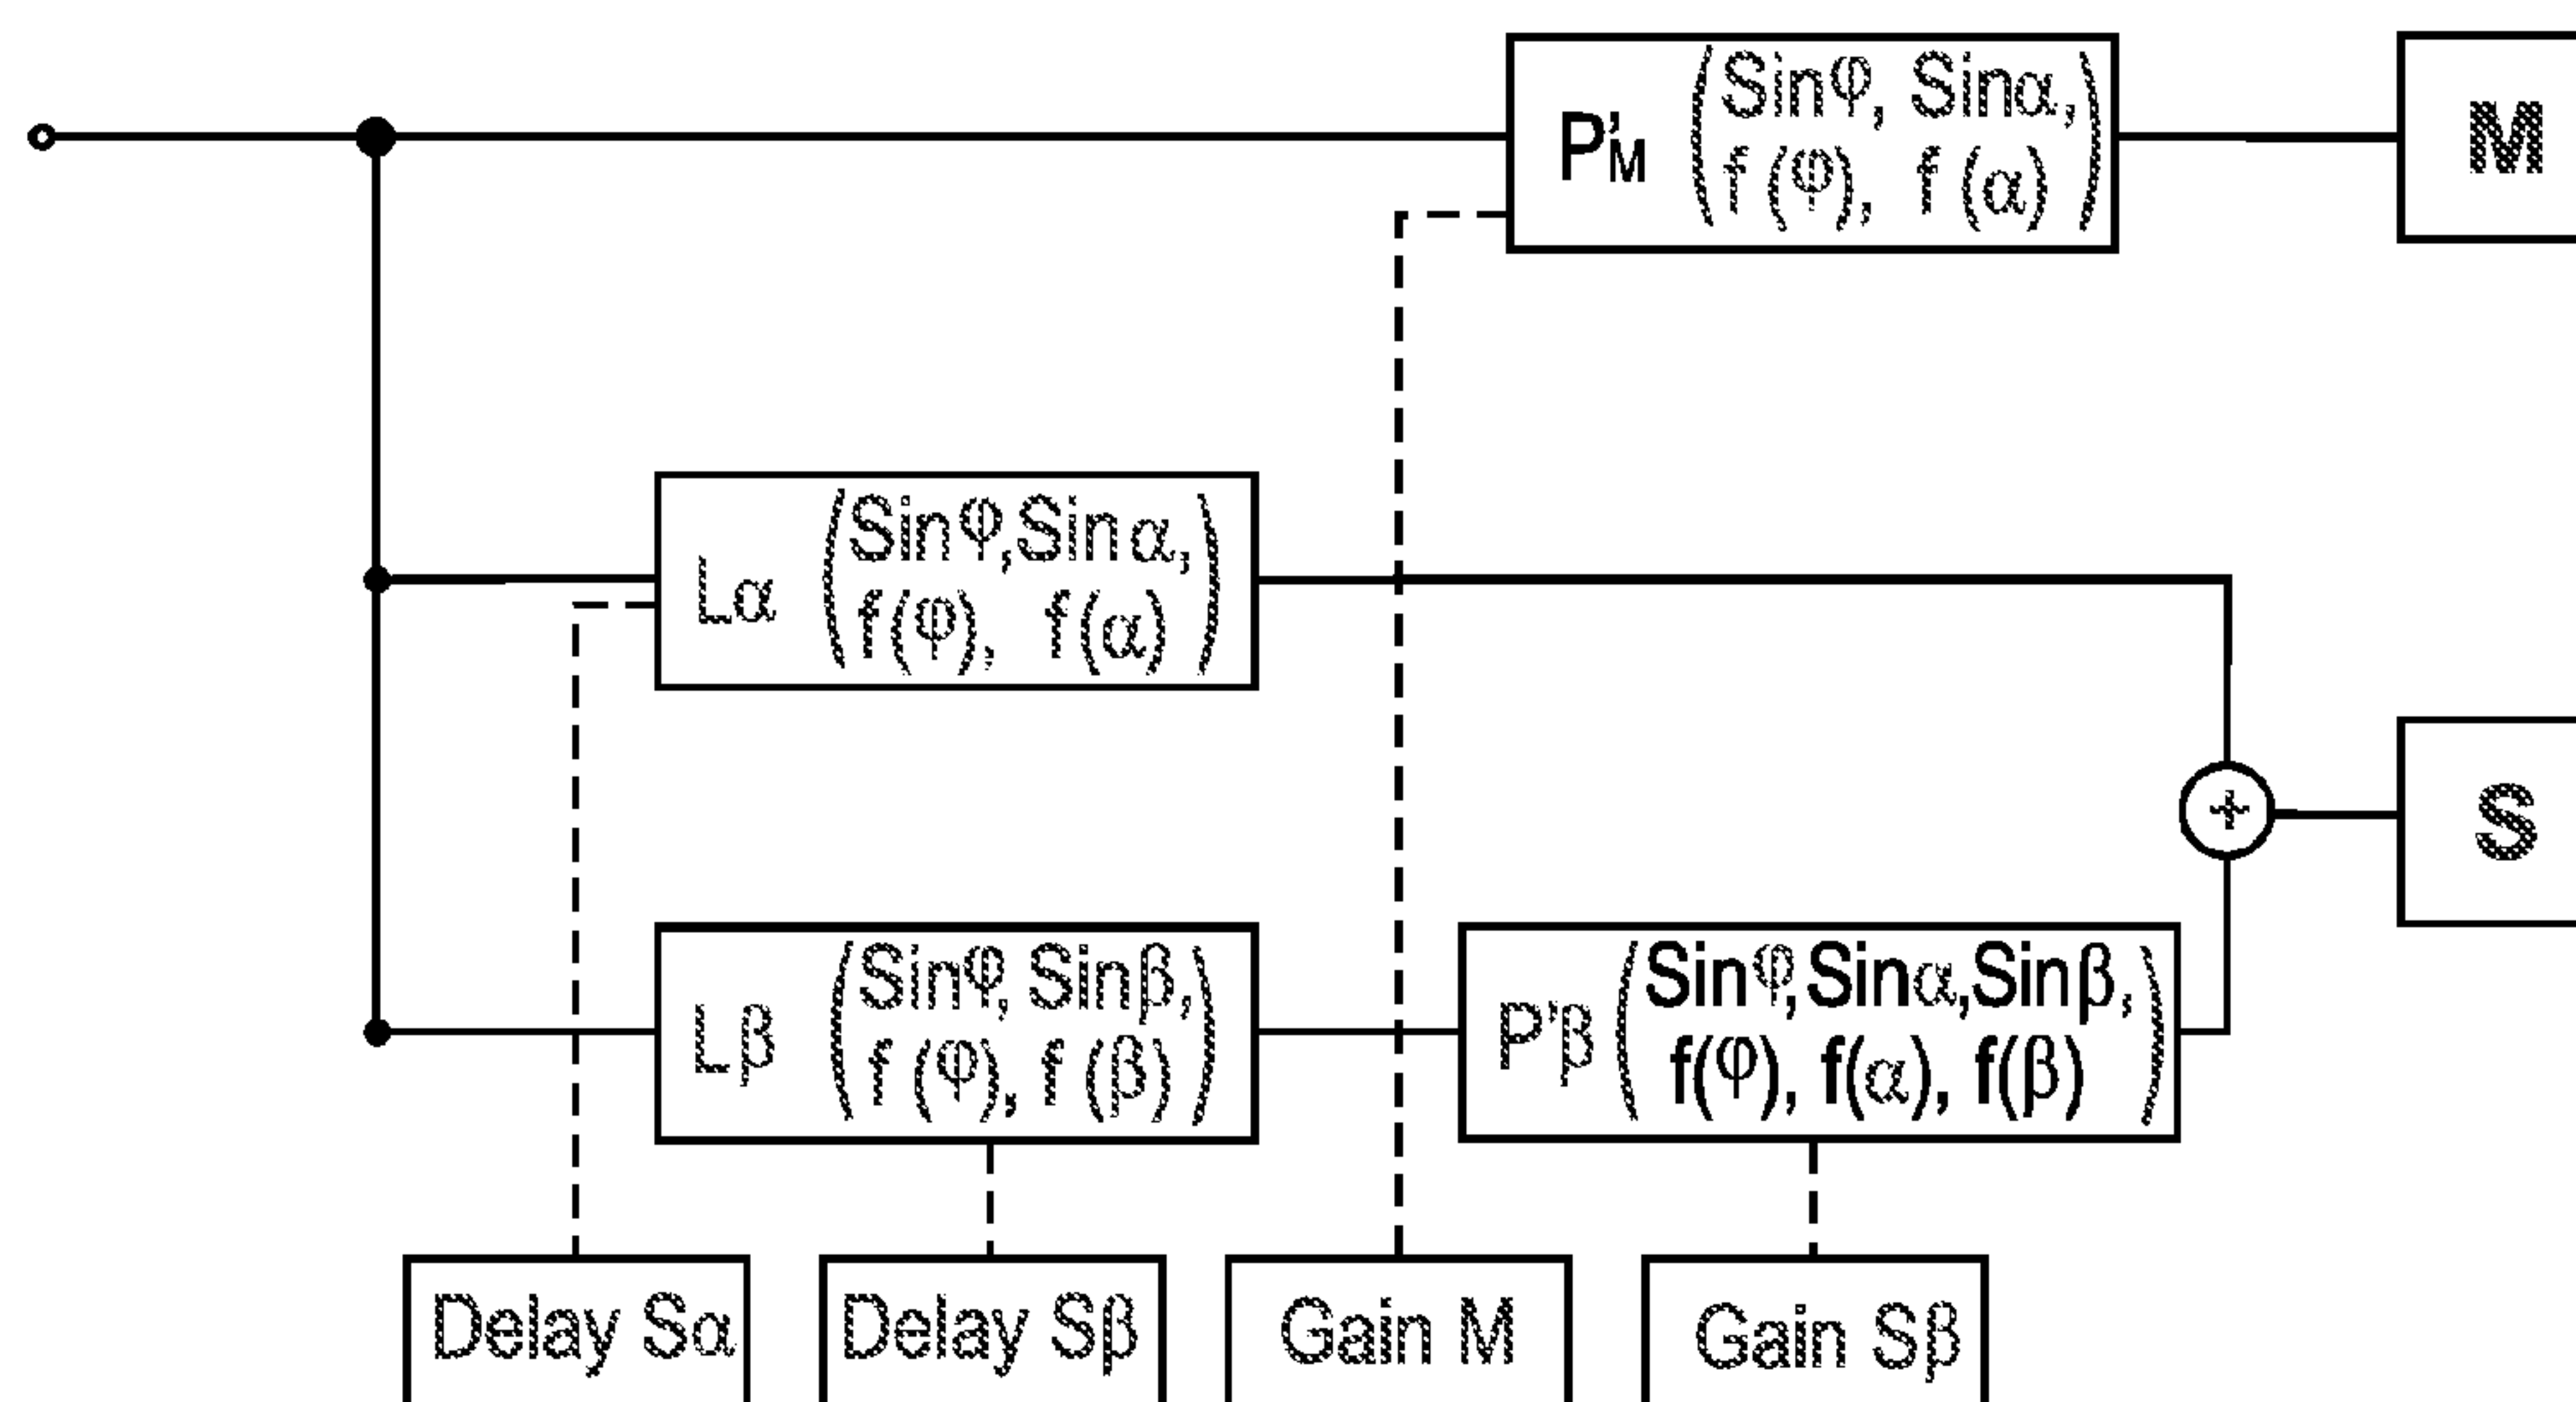 P'M (Sinφ, Sinα,
f(φ), f(α))
M
Lα (Sinφ, Sinα,
f(φ), f(α))
+
S
Lβ (Sinφ, Sinβ,
f(φ), f(β))
P'β (Sinφ, Sinα, Sinβ,
f(φ), f(α), f(β))
Delay Sα
Delay Sβ
Gain M
Gain Sβ